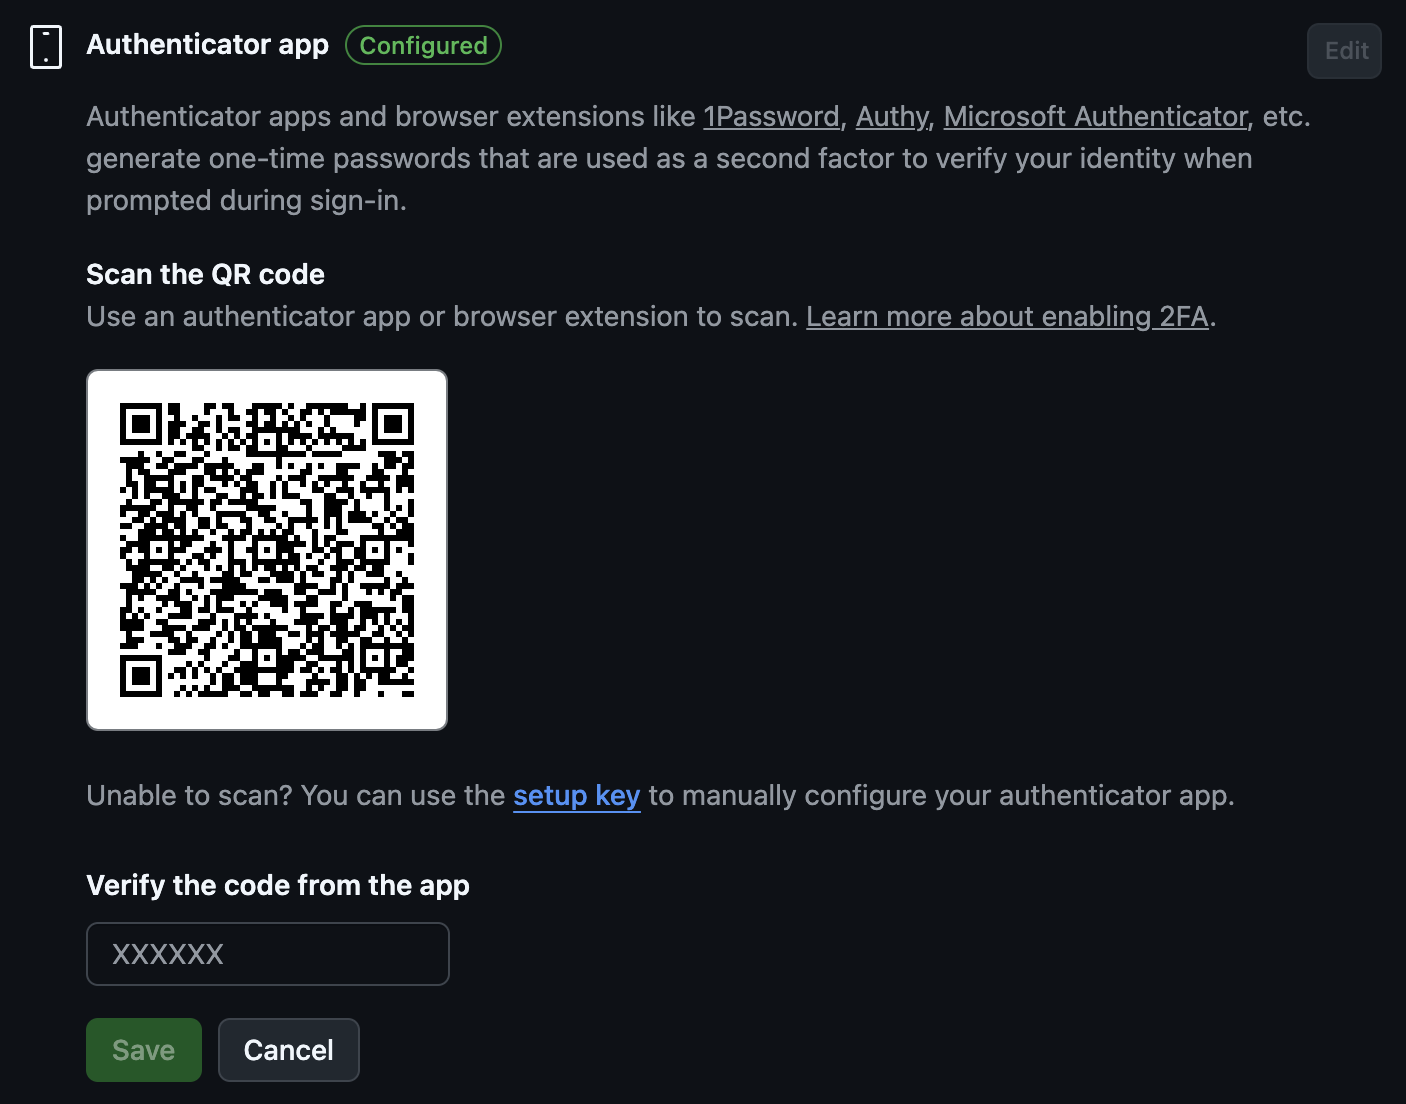 Authenticator app Configured Edit
Authenticator apps and browser extensions like 1Password, Authy, Microsoft Authenticator, etc.
generate one-time passwords that are used as a second factor to verify your identity when
prompted during sign-in.
Scan the QR code
Use an authenticator app or browser extension to scan. Learn more about enabling 2FA.
Unable to scan? You can use the setup key to manually configure your authenticator app.
Verify the code from the app
XXXXXX
Save Cancel